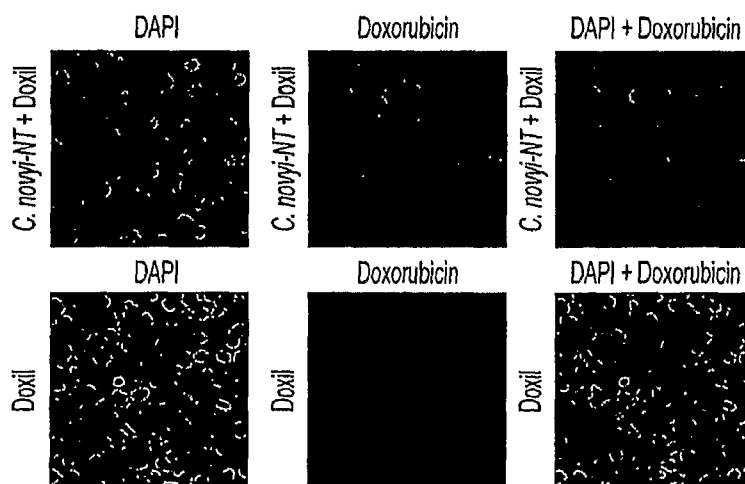 DAPI
Doxorubicin
DAPI + Doxorubicin
C. novyi-NT + Doxil
C. novyi-NT + Doxil
C. novyi-NT + Doxil
DAPI
Doxorubicin
DAPI + Doxorubicin
Doxil
Doxil
Doxil